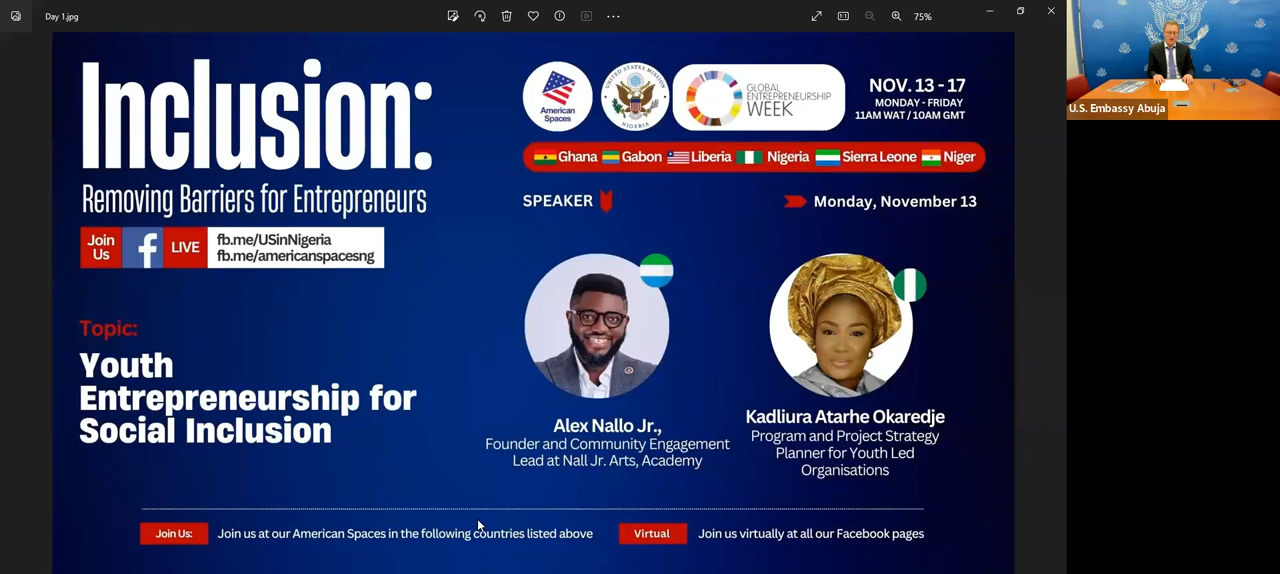 Day 1.jpg
75%
U.S. Embassy Abuja
Inclusion:
Removing Barriers for Entrepreneurs
Join
Us
f
LIVE
fb.me/USinNigeria
fb.me/americanspacesng
American
Spaces
UNITED STATES MISSION
NIGERIA
GLOBAL
ENTREPRENEURSHIP
WEEK
NOV. 13 - 17
MONDAY - FRIDAY
11AM WAT / 10AM GMT
Ghana Gabon Liberia Nigeria Sierra Leone Niger
SPEAKER
Monday, November 13
Topic:
Youth
Entrepreneurship for
Social Inclusion
Alex Nallo Jr.,
Founder and Community Engagement
Lead at Nall Jr. Arts, Academy
Kadliura Atarhe Okaredje
Program and Project Strategy
Planner for Youth Led
Organisations
Join Us:
Join us at our American Spaces in the following countries listed above
Virtual
Join us virtually at all our Facebook pages